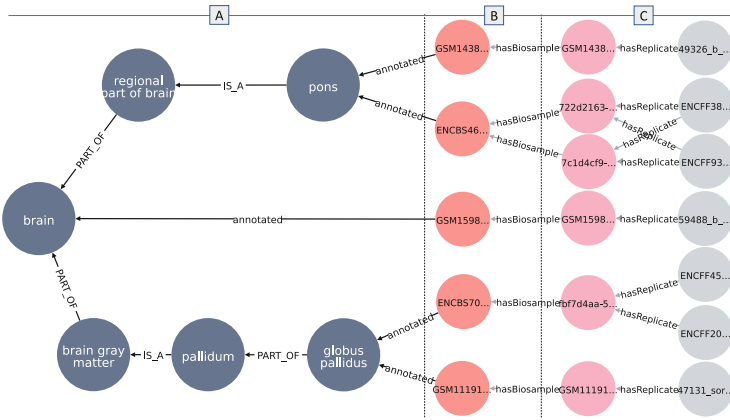 A
B
C
GSM1438...
hasBiosample
GSM1438...
hasReplicate
49326_b_...
annotated
regional
part of brain
IS_A
pons
annotated
ENCBS46...
hasBiosample
722d2163-...
hasReplicate
ENCFF38...
hasBiosample
hasReplicate
hasReplicate
7c1d4cf9-...
hasReplicate
ENCFF93...
PART_OF
brain
annotated
GSM1598...
hasBiosample
GSM1598...
hasReplicate
59488_b_...
PART_OF
ENCFF45...
hasReplicate
ENCBS70...
hasBiosample
fbf7d4aa-5...
hasReplicate
ENCFF20...
annotated
brain gray
matter
IS_A
pallidum
PART_OF
globus
pallidus
annotated
GSM11191...
hasBiosample
GSM11191...
hasReplicate
47131_sor...